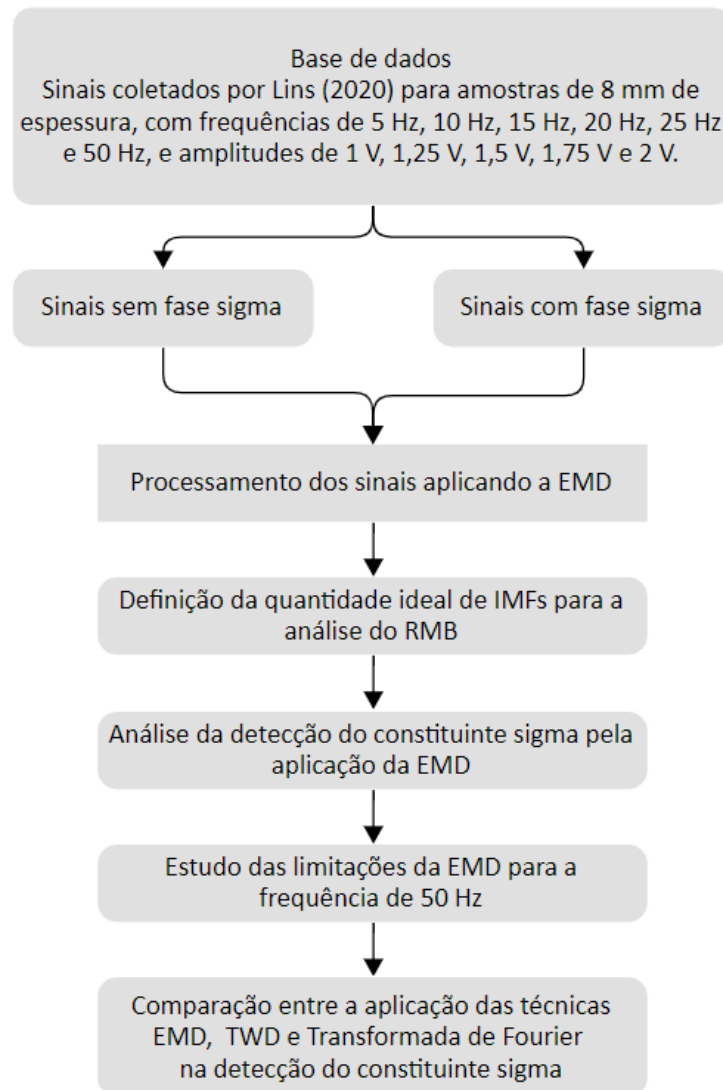 Base de dados
Sinais coletados por Lins (2020) para amostras de 8 mm de
espessura, com frequências de 5 Hz, 10 Hz, 15 Hz, 20 Hz, 25 Hz
e 50 Hz, e amplitudes de 1 V, 1,25 V, 1,5 V, 1,75 V e 2 V.
Sinais sem fase sigma
Sinais com fase sigma
Processamento dos sinais aplicando a EMD
Definição da quantidade ideal de IMFs para a
análise do RMB
Análise da detecção do constituinte sigma pela
aplicação da EMD
Estudo das limitações da EMD para a
frequência de 50 Hz
Comparação entre a aplicação das técnicas
EMD, TWD e Transformada de Fourier
na detecção do constituinte sigma